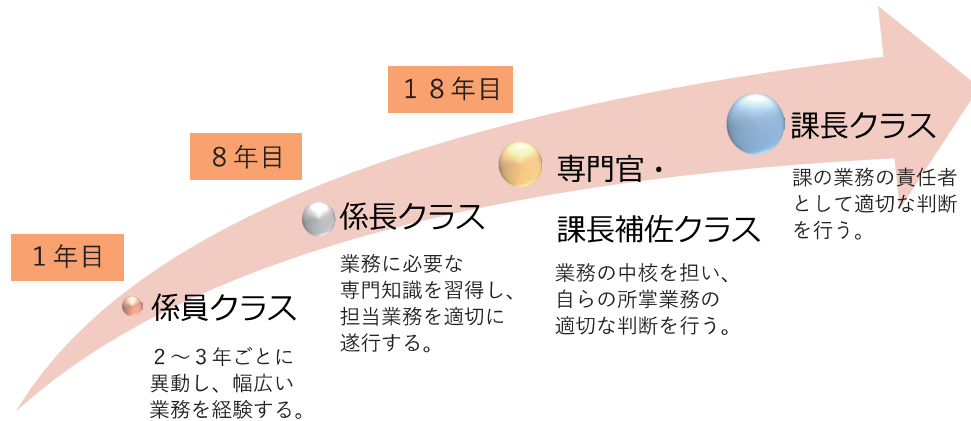 １年目
係員クラス
２～３年ごとに
異動し、幅広い
業務を経験する。
８年目
係長クラス
業務に必要な
専門知識を習得し、
担当業務を適切に
遂行する。
１８年目
専門官・
課長補佐クラス
業務の中核を担い、
自らの所掌業務の
適切な判断を行う。
課長クラス
課の業務の責任者
として適切な判断
を行う。